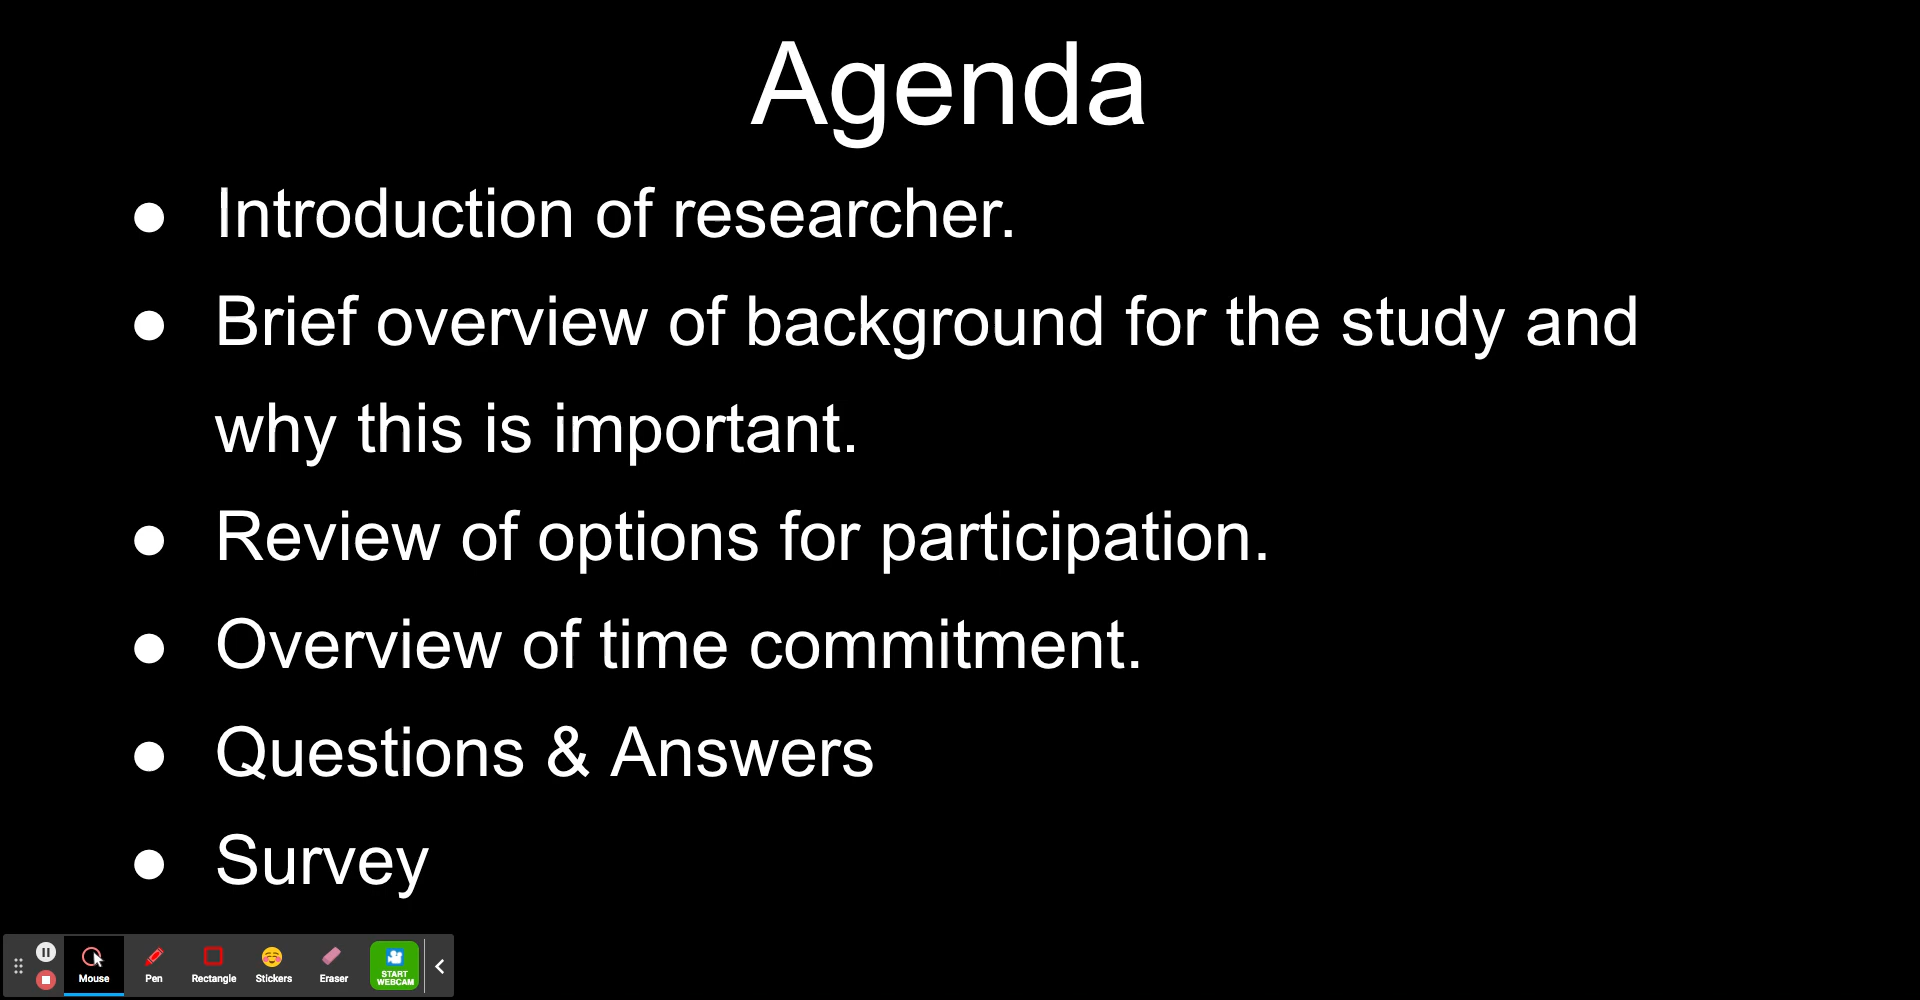 Agenda
● Introduction of researcher.
● Brief overview of background for the study and
why this is important.
● Review of options for participation.
● Overview of time commitment.
● Questions & Answers
● Survey
Mouse Pen Rectangle Stickers Eraser START
WEBCAM